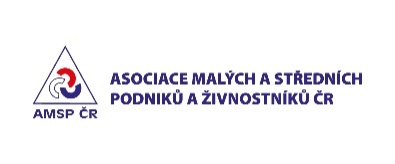 ASOCIACE MALÝCH A STŘEDNÍCH
PODNIKŮ A ŽIVNOSTNÍKŮ ČR
AMSP ČR